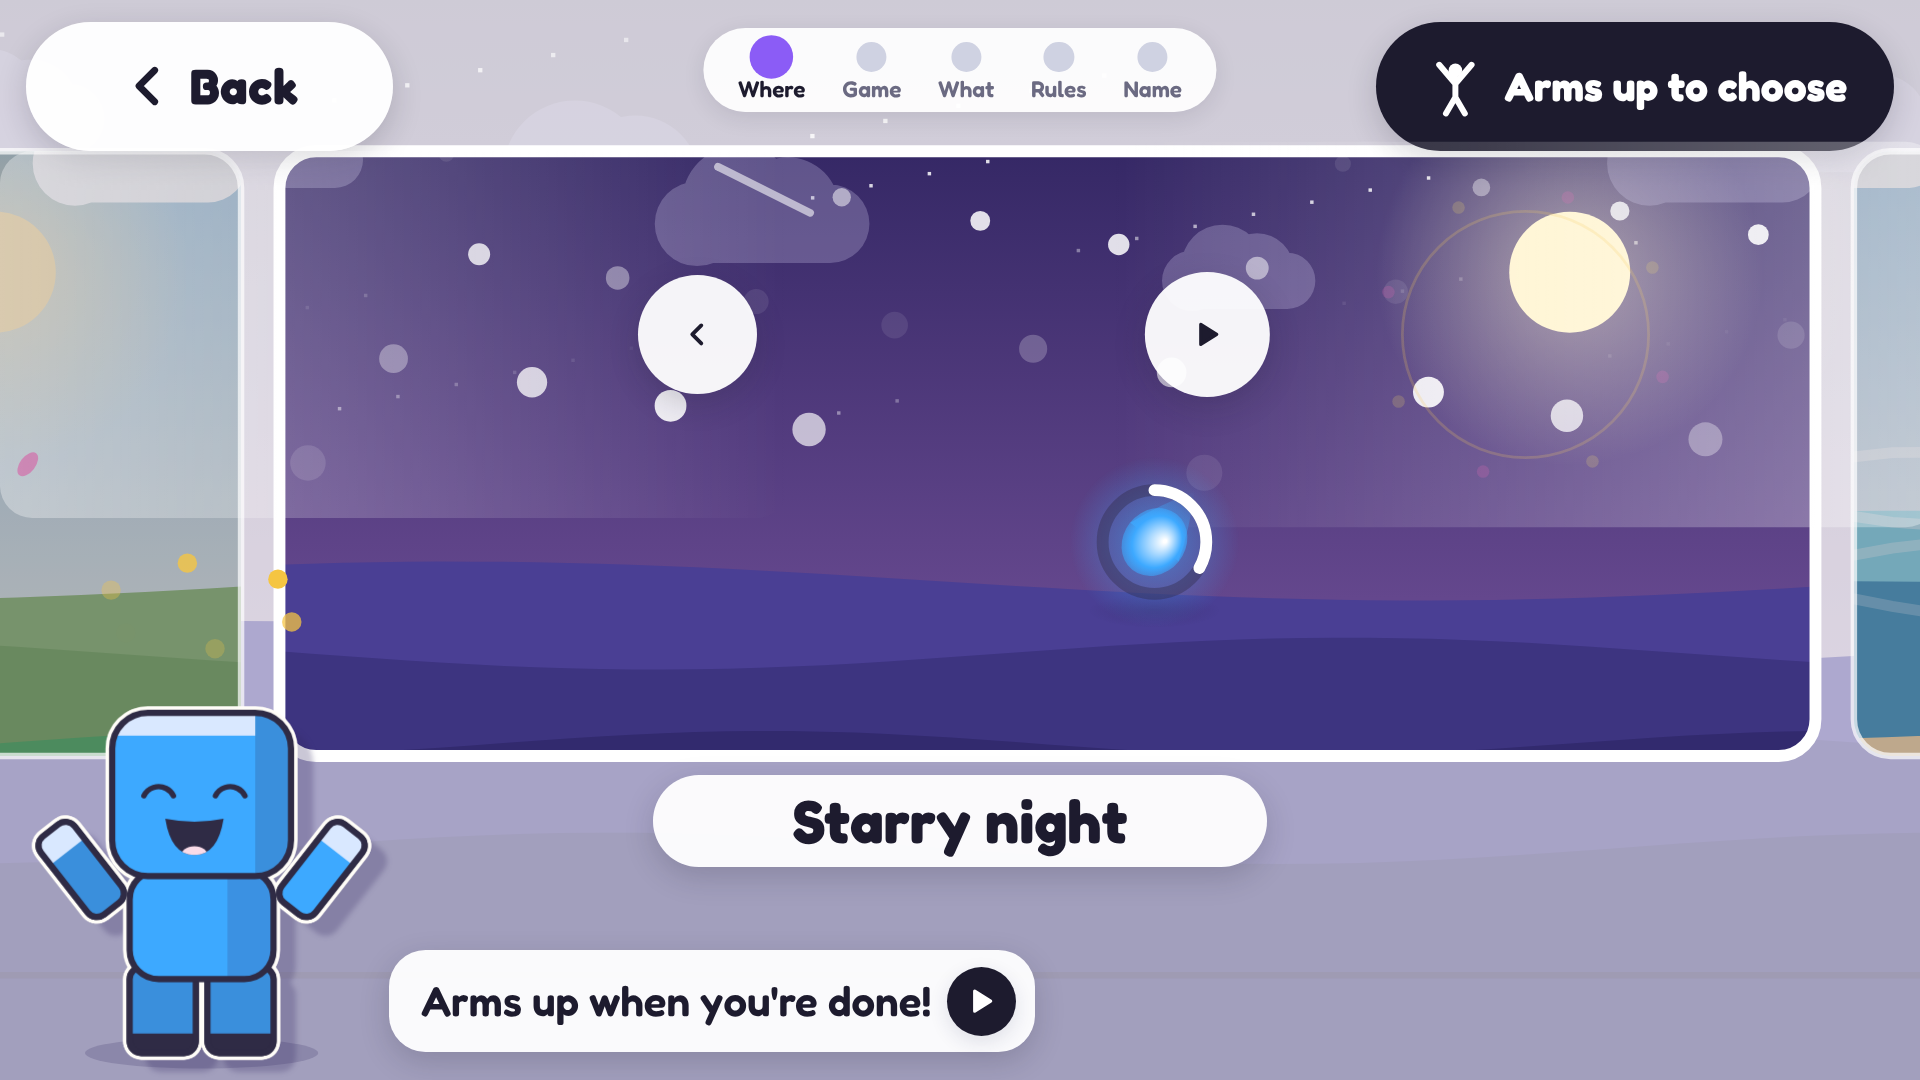 Back
Where
Game
What
Rules
Name
Arms up to choose
Starry night
Arms up when you're done!